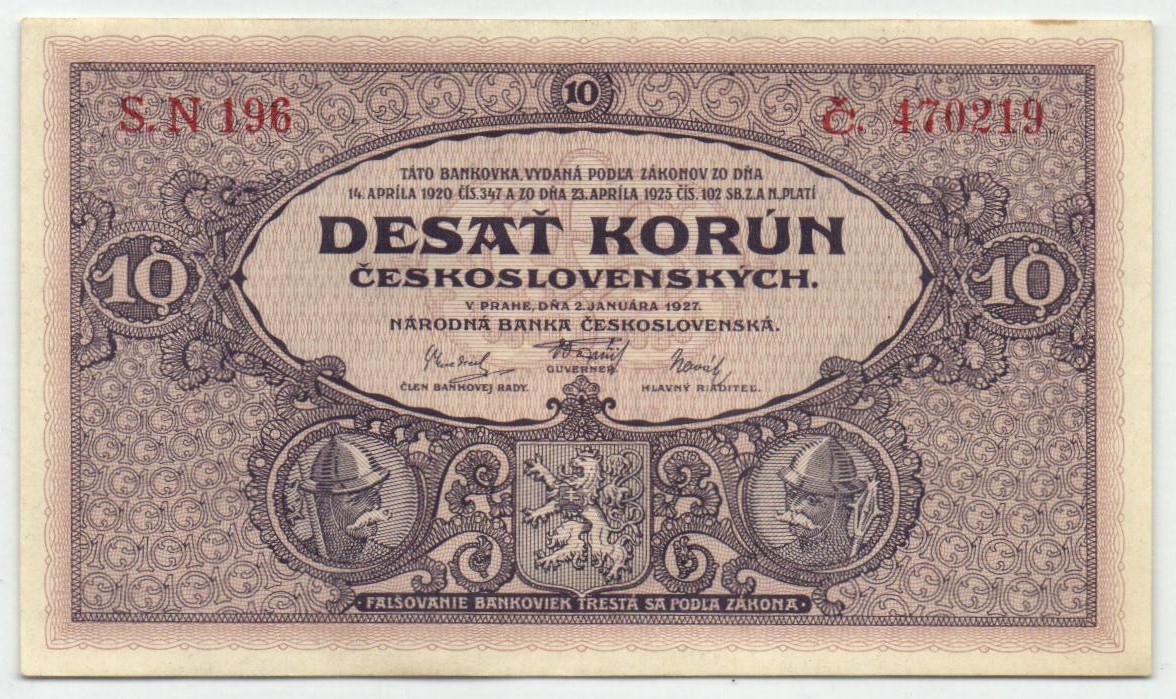 10
S. N 196
Č. 470219
TÁTO BANKOVKA, VYDANÁ PODĽA ZÁKONOV ZO DŇA
14. APRÍLA 1920 ČÍS. 347 A ZO DŇA 23. APRÍLA 1925 ČÍS. 102 SB. Z. A N. PLATÍ
DESAŤ KORÚN
ČESKOSLOVENSKÝCH.
10
10
V PRAHE, DŇA 2. JANUÁRA 1927.
NÁRODNÁ BANKA ČESKOSLOVENSKÁ.
GUVERNER.
ČLEN BANKOVEJ RADY.
HLAVNÝ RIADITEĽ.
FALŠOVANIE BANKOVIEK TRESTÁ SA PODĽA ZÁKONA